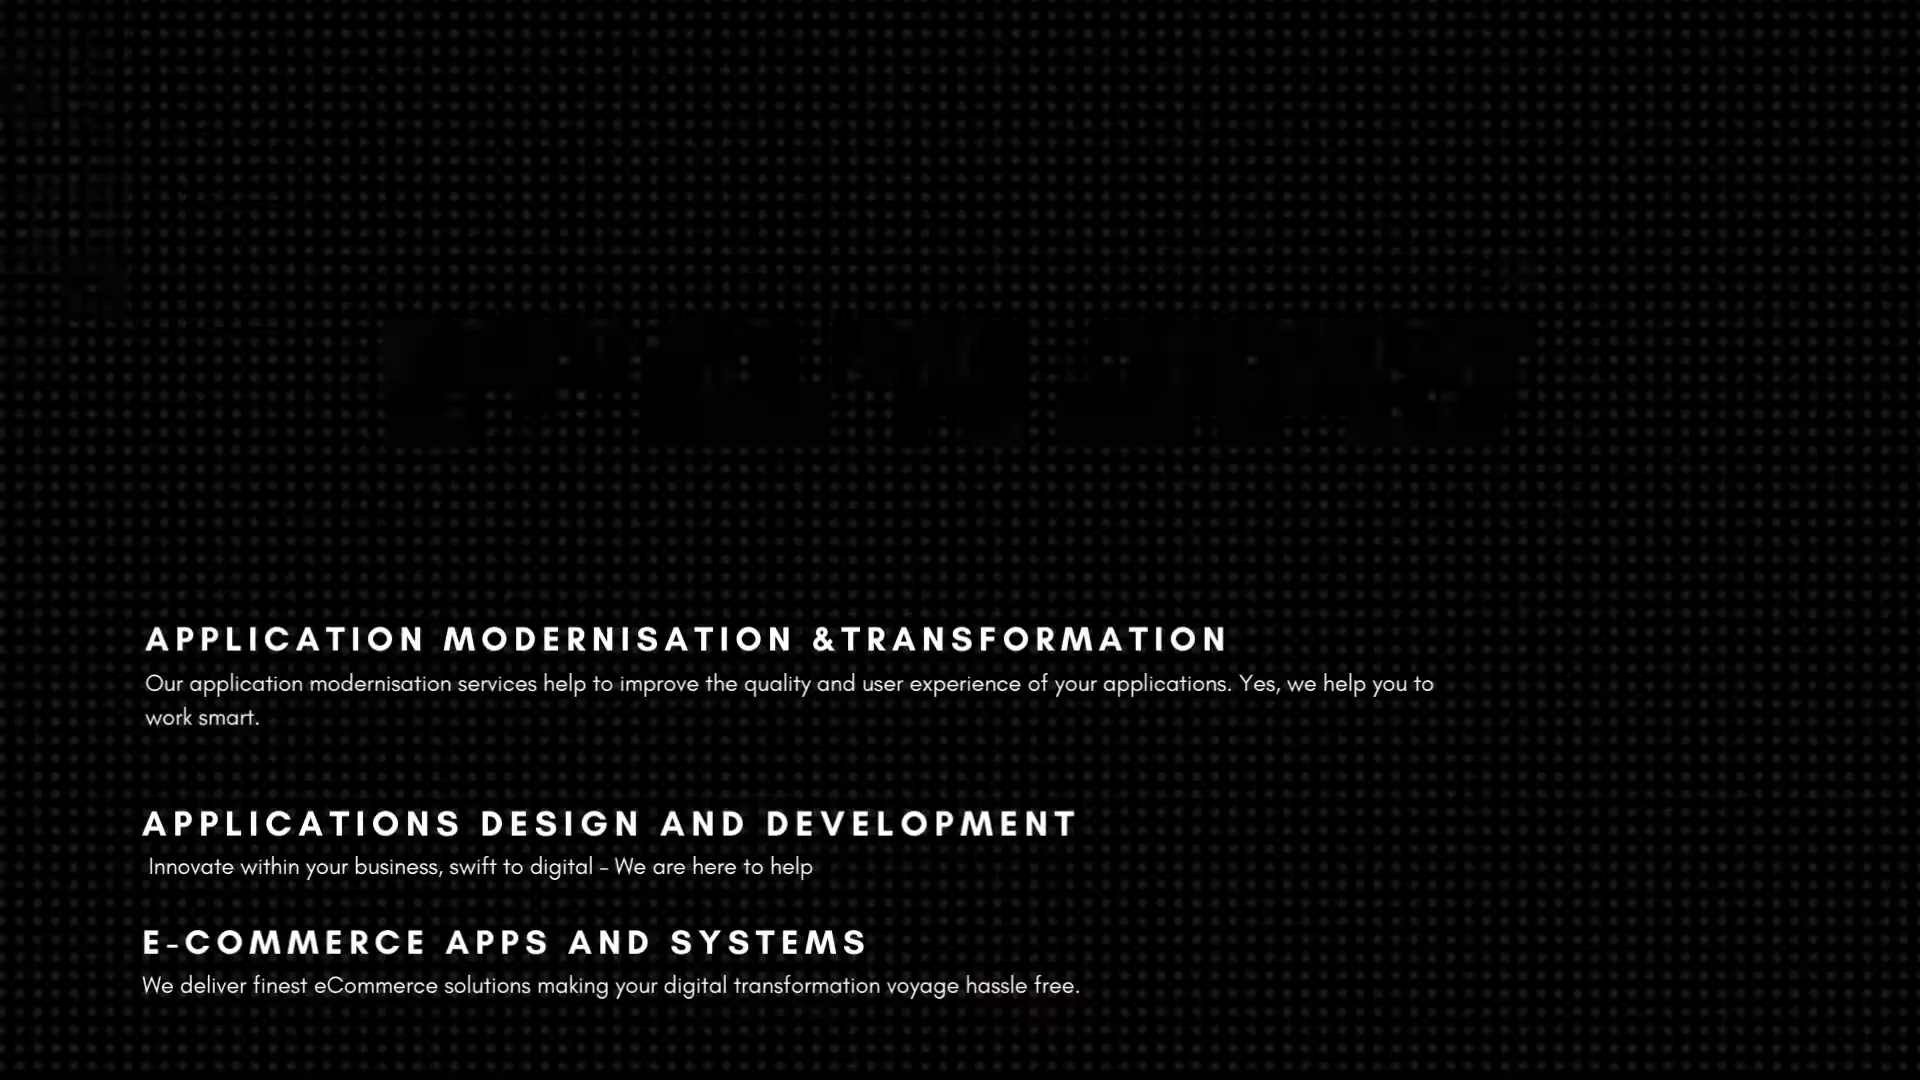 APPLICATION MODERNISATION &TRANSFORMATION
Our application modernisation services help to improve the quality and user experience of your applications. Yes, we help you to
work smart.
APPLICATIONS DESIGN AND DEVELOPMENT
Innovate within your business, swift to digital - We are here to help
E-COMMERCE APPS AND SYSTEMS
We deliver finest eCommerce solutions making your digital transformation voyage hassle free.